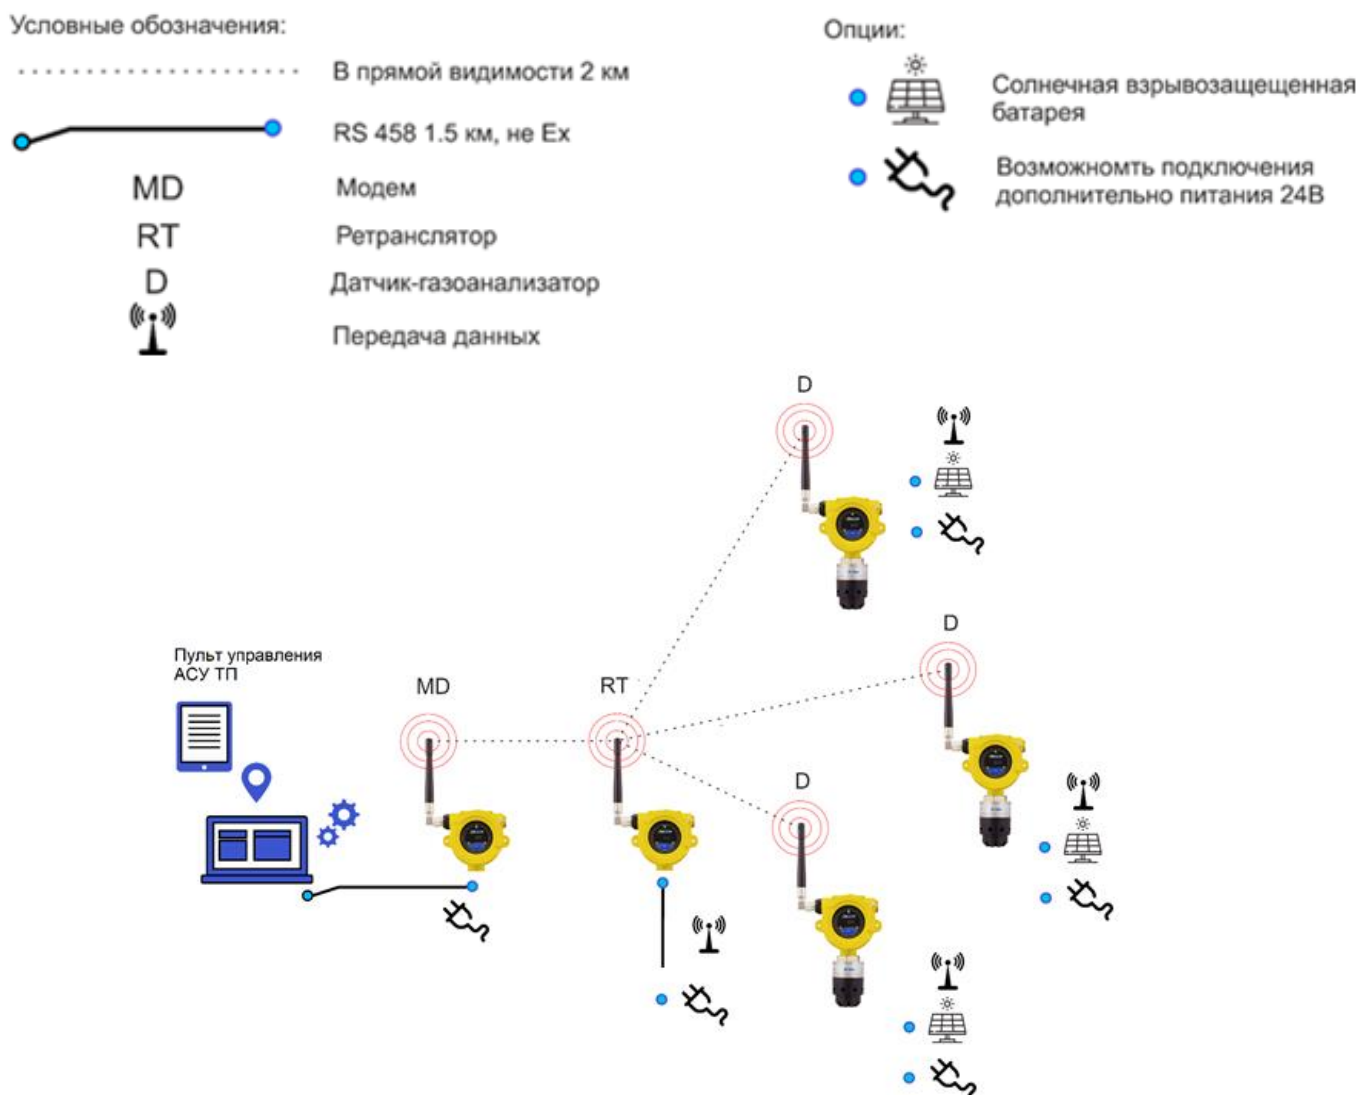 Условные обозначения:
В прямой видимости 2 км
RS 458 1.5 км, не Ex
MD
Модем
RT
Ретранслятор
D
Датчик-газоанализатор
Передача данных
Опции:
Солнечная взрывозащещенная
батарея
Возможномть подключения
дополнительно питания 24В
D
D
Пульт управления
АСУ ТП
MD
RT
D